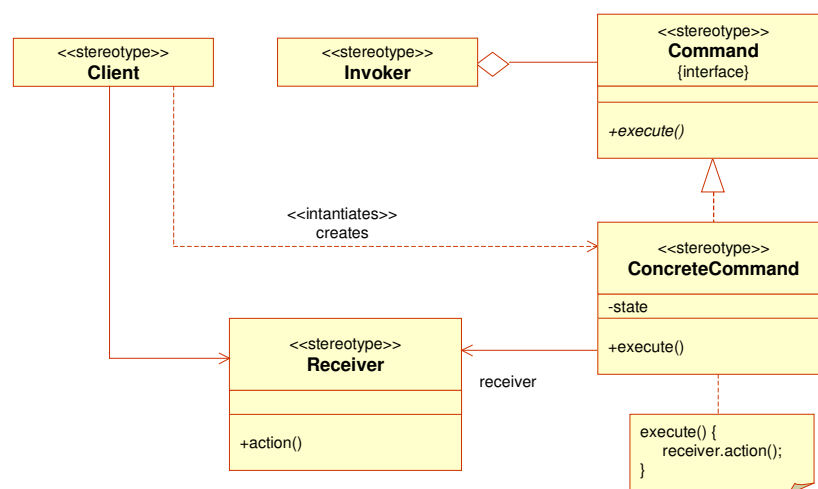 <<stereotype>>
Client
<<stereotype>>
Invoker
<<stereotype>>
Command
{interface}
+execute()
<<intantiates>>
creates
<<stereotype>>
ConcreteCommand
-state
+execute()
<<stereotype>>
Receiver
+action()
receiver
execute() {
receiver.action();
}